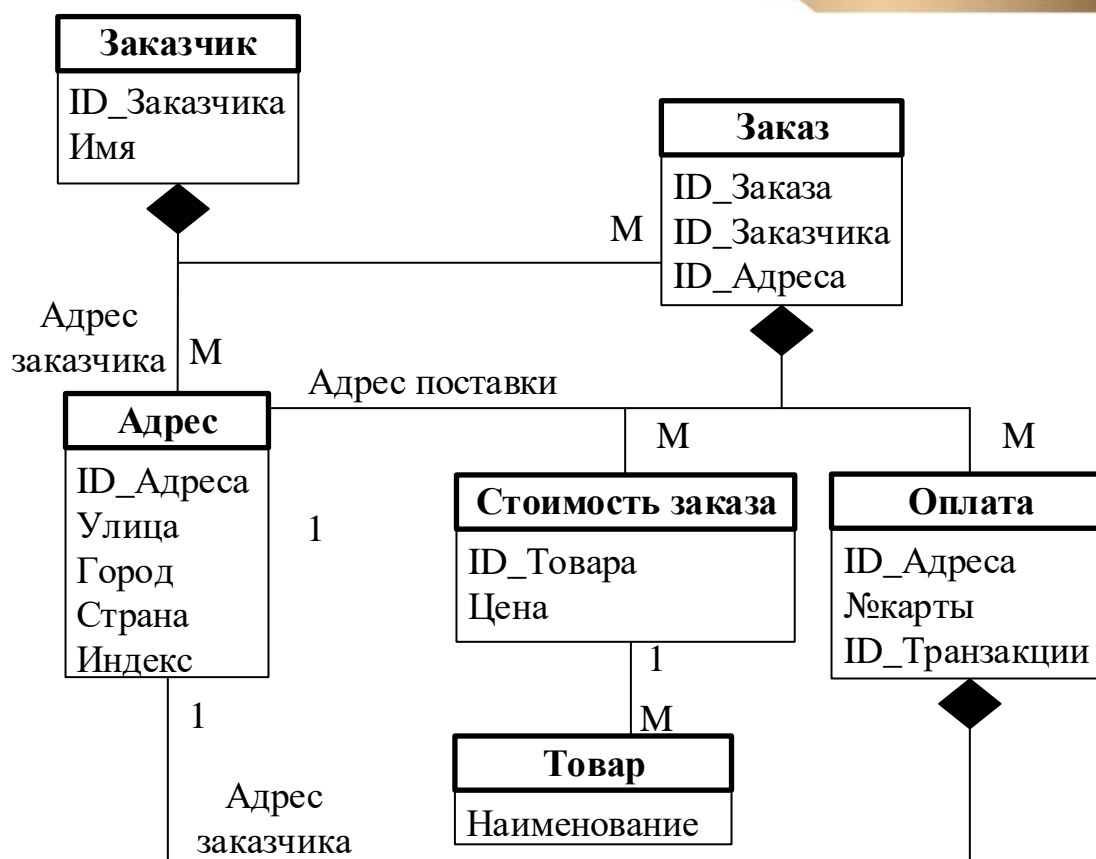 Заказчик
ID_Заказчика
Имя
Заказ
ID_Заказа
ID_Заказчика
ID_Адреса
М
Адрес
заказчика
М
Адрес поставки
Адрес
ID_Адреса
Улица
Город
Страна
Индекс
1
М
М
Стоимость заказа
ID_Товара
Цена
Оплата
ID_Адреса
№карты
ID_Транзакции
1
М
1
Товар
Наименование
Адрес
заказчика